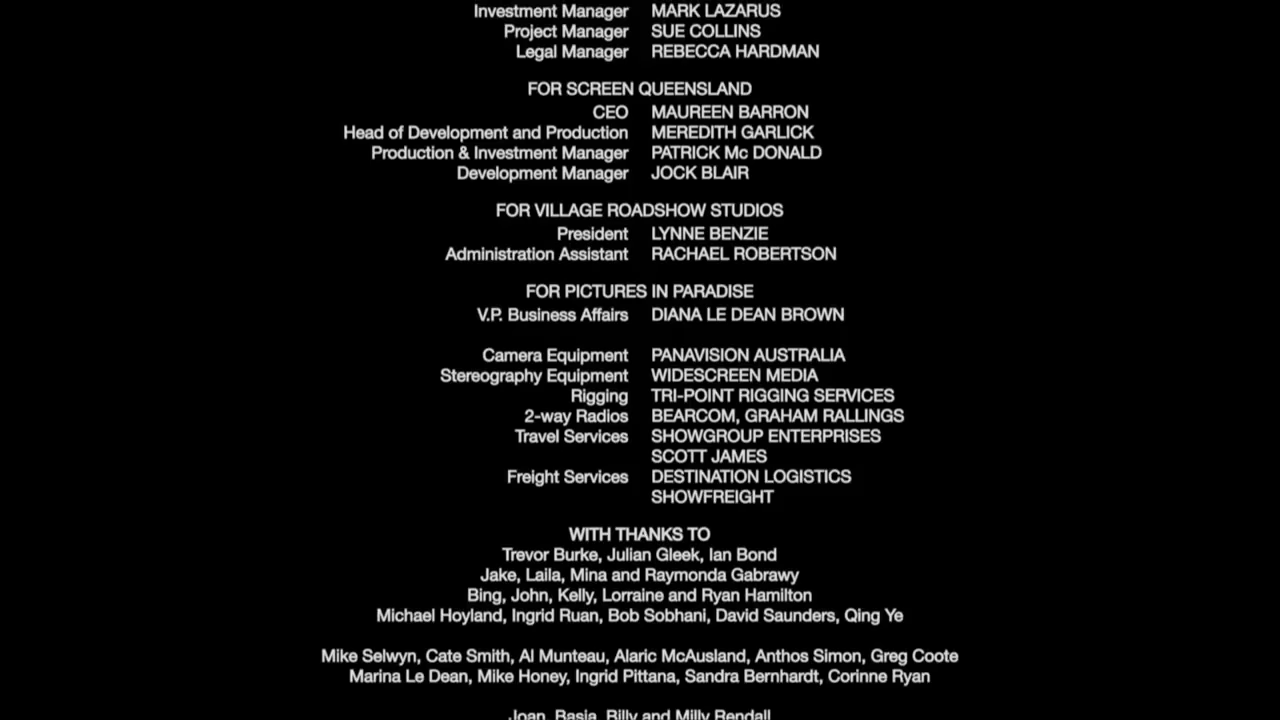 Investment Manager MARK LAZARUS
Project Manager SUE COLLINS
Legal Manager REBECCA HARDMAN
FOR SCREEN QUEENSLAND
CEO MAUREEN BARRON
Head of Development and Production MEREDITH GARLICK
Production & Investment Manager PATRICK Mc DONALD
Development Manager JOCK BLAIR
FOR VILLAGE ROADSHOW STUDIOS
President LYNNE BENZIE
Administration Assistant RACHAEL ROBERTSON
FOR PICTURES IN PARADISE
V.P. Business Affairs DIANA LE DEAN BROWN
Camera Equipment PANAVISION AUSTRALIA
Stereography Equipment WIDESCREEN MEDIA
Rigging TRI-POINT RIGGING SERVICES
2-way Radios BEARCOM, GRAHAM RALLINGS
Travel Services SHOWGROUP ENTERPRISES
SCOTT JAMES
Freight Services DESTINATION LOGISTICS
SHOWFREIGHT
WITH THANKS TO
Trevor Burke, Julian Gleek, Ian Bond
Jake, Laila, Mina and Raymonda Gabrawy
Bing, John, Kelly, Lorraine and Ryan Hamilton
Michael Hoyland, Ingrid Ruan, Bob Sobhani, David Saunders, Qing Ye
Mike Selwyn, Cate Smith, Al Munteau, Alaric McAusland, Anthos Simon, Greg Coote
Marina Le Dean, Mike Honey, Ingrid Pittana, Sandra Bernhardt, Corinne Ryan
Joan, Basia, Billy and Milly Rendall